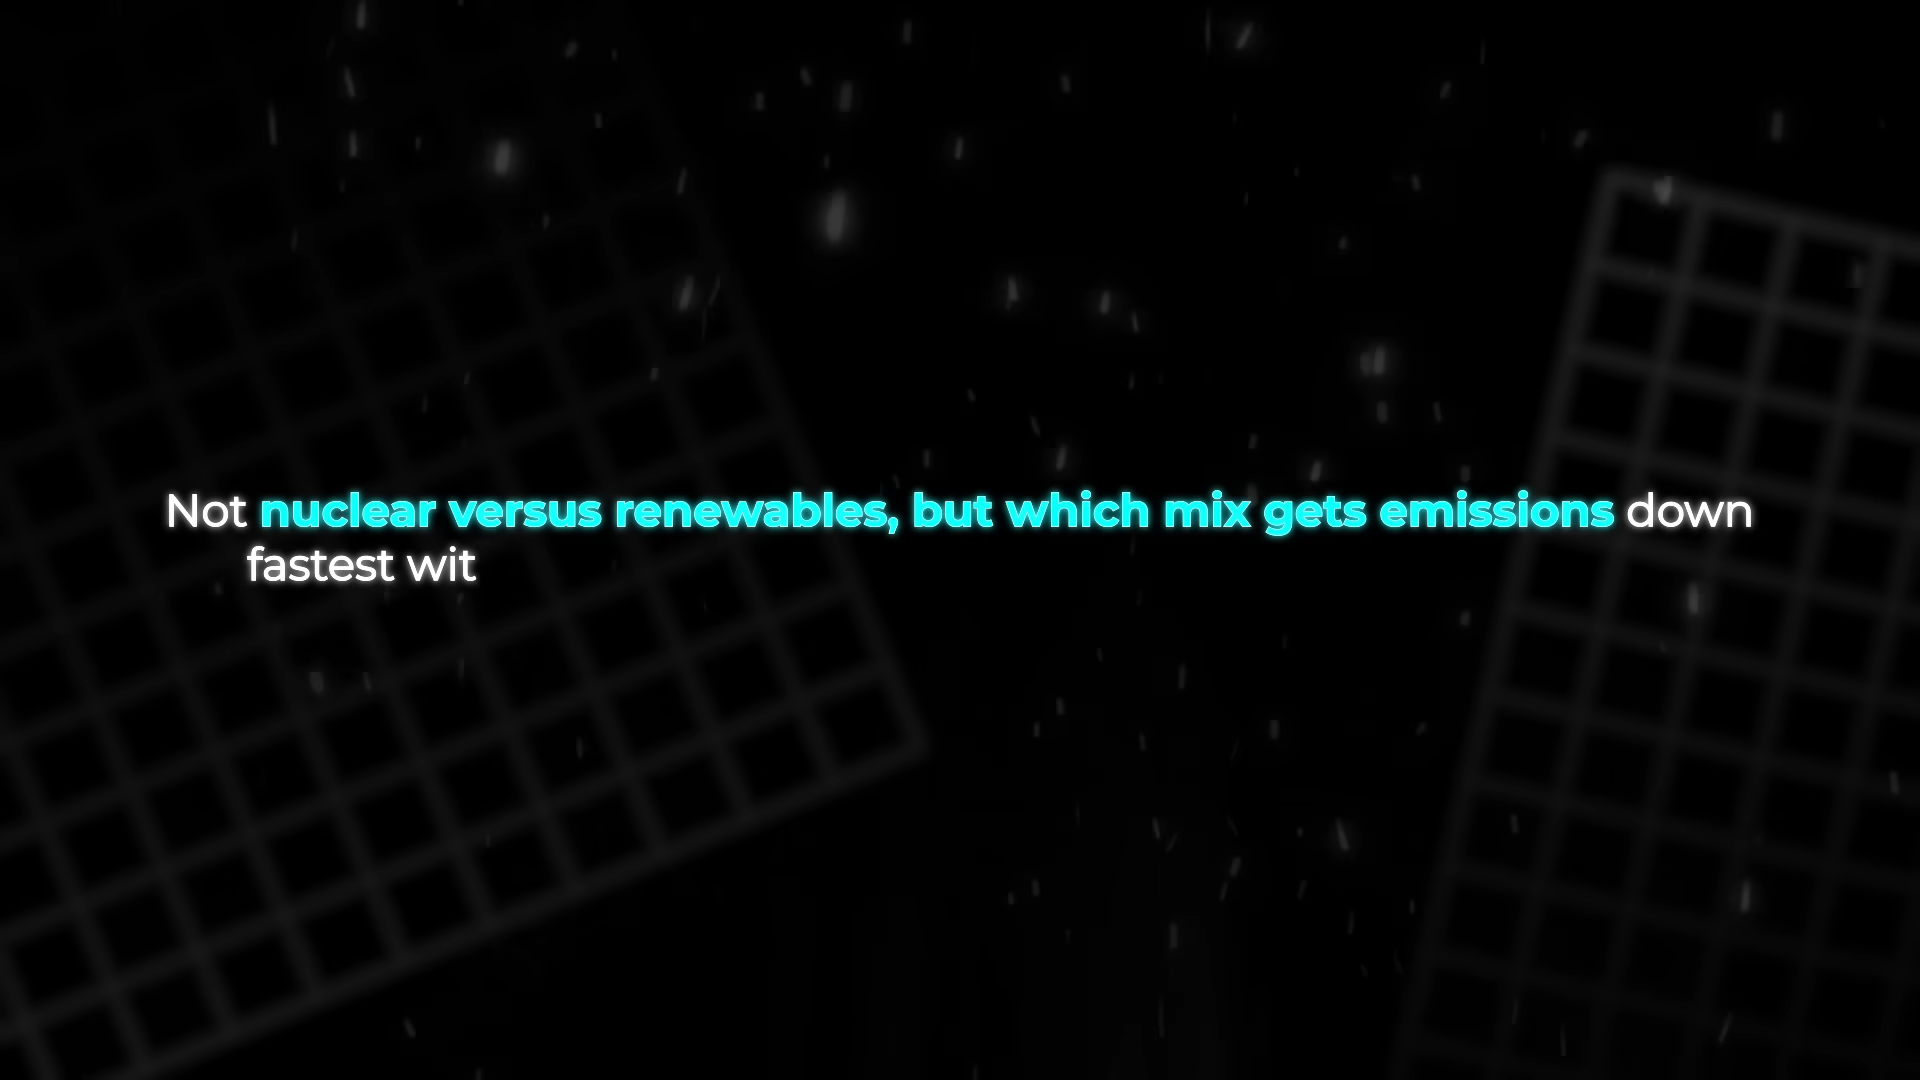 Not nuclear versus renewables, but which mix gets emissions down
fastest wit